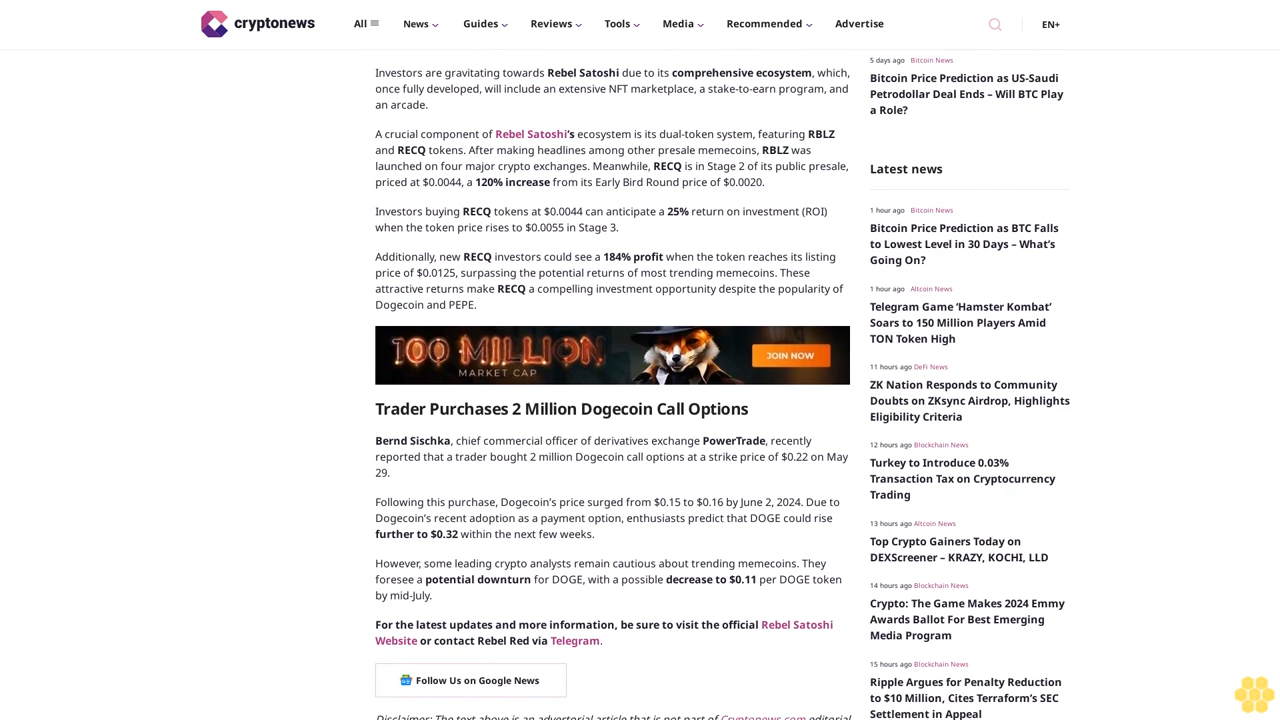 cryptonews
All
News
Guides
Reviews
Tools
Media
Recommended
Advertise
EN+
Investors are gravitating towards Rebel Satoshi due to its comprehensive ecosystem, which,
once fully developed, will include an extensive NFT marketplace, a stake-to-earn program, and
an arcade.
A crucial component of Rebel Satoshi's ecosystem is its dual-token system, featuring RBLZ
and RECQ tokens. After making headlines among other presale memecoins, RBLZ was
launched on four major crypto exchanges. Meanwhile, RECQ is in Stage 2 of its public presale,
priced at $0.0044, a 120% increase from its Early Bird Round price of $0.0020.
Investors buying RECQ tokens at $0.0044 can anticipate a 25% return on investment (ROI)
when the token price rises to $0.0055 in Stage 3.
Additionally, new RECQ investors could see a 184% profit when the token reaches its listing
price of $0.0125, surpassing the potential returns of most trending memecoins. These
attractive returns make RECQ a compelling investment opportunity despite the popularity of
Dogecoin and PEPE.
100 MILLION
MARKET CAP
JOIN NOW
Trader Purchases 2 Million Dogecoin Call Options
Bernd Sischka, chief commercial officer of derivatives exchange PowerTrade, recently
reported that a trader bought 2 million Dogecoin call options at a strike price of $0.22 on May
29.
Following this purchase, Dogecoin's price surged from $0.15 to $0.16 by June 2, 2024. Due to
Dogecoin's recent adoption as a payment option, enthusiasts predict that DOGE could rise
further to $0.32 within the next few weeks.
However, some leading crypto analysts remain cautious about trending memecoins. They
foresee a potential downturn for DOGE, with a possible decrease to $0.11 per DOGE token
by mid-July.
For the latest updates and more information, be sure to visit the official Rebel Satoshi
Website or contact Rebel Red via Telegram.
Follow Us on Google News
Disclaimer: The text above is an advertorial article that is not part of Cryptonews.com editorial
5 days ago Bitcoin News
Bitcoin Price Prediction as US-Saudi
Petrodollar Deal Ends – Will BTC Play
a Role?
Latest news
1 hour ago Bitcoin News
Bitcoin Price Prediction as BTC Falls
to Lowest Level in 30 Days – What's
Going On?
1 hour ago Altcoin News
Telegram Game 'Hamster Kombat'
Soars to 150 Million Players Amid
TON Token High
11 hours ago DeFi News
ZK Nation Responds to Community
Doubts on ZKsync Airdrop, Highlights
Eligibility Criteria
12 hours ago Blockchain News
Turkey to Introduce 0.03%
Transaction Tax on Cryptocurrency
Trading
13 hours ago Altcoin News
Top Crypto Gainers Today on
DEXScreener – KRAZY, KOCHI, LLD
14 hours ago Blockchain News
Crypto: The Game Makes 2024 Emmy
Awards Ballot For Best Emerging
Media Program
15 hours ago Blockchain News
Ripple Argues for Penalty Reduction
to $10 Million, Cites Terraform's SEC
Settlement in Appeal